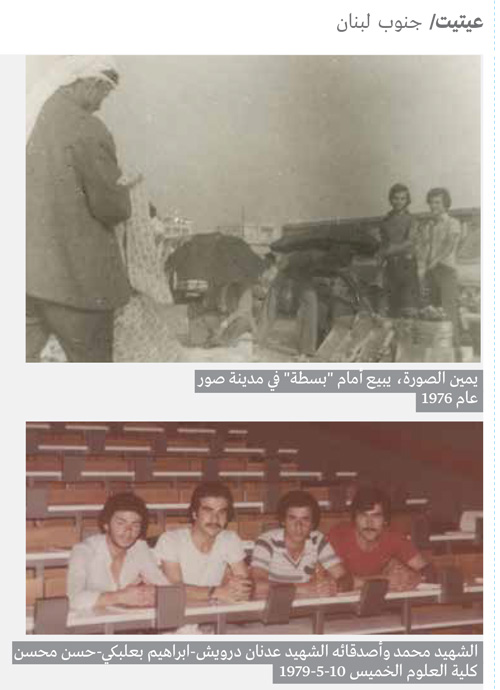 عيتيت/ جنوب لبنان
يمين الصورة، يبيع أمام "بسطة" في مدينة صور
عام 1976
الشهيد محمد وأصدقائه الشهيد عدنان درويش-ابراهيم بعلبكي-حسن محسن
كلية العلوم الخميس 10-5-1979